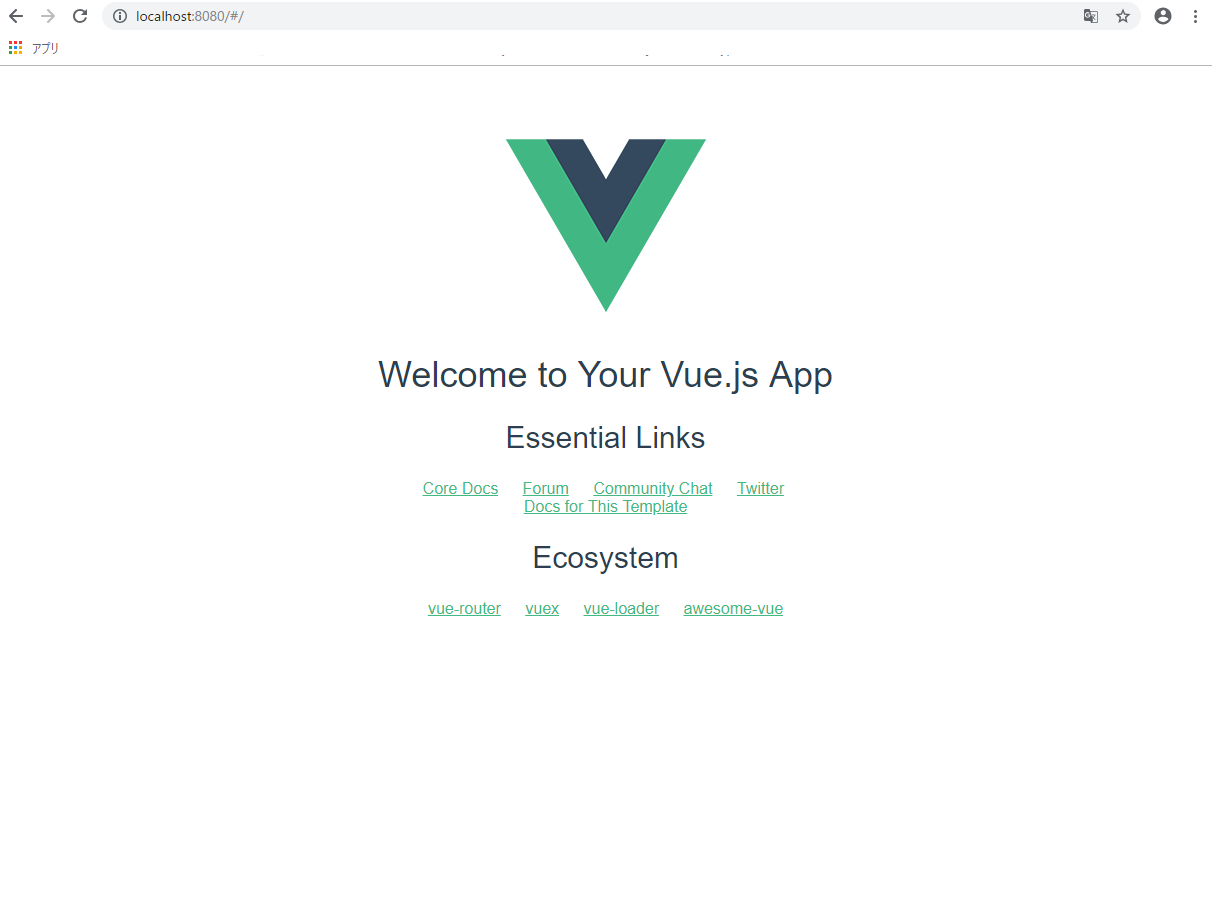 localhost:8080/#/
アプリ
Welcome to Your Vue.js App
Essential Links
Core Docs Forum Community Chat Twitter
Docs for This Template
Ecosystem
vue-router vuex vue-loader awesome-vue